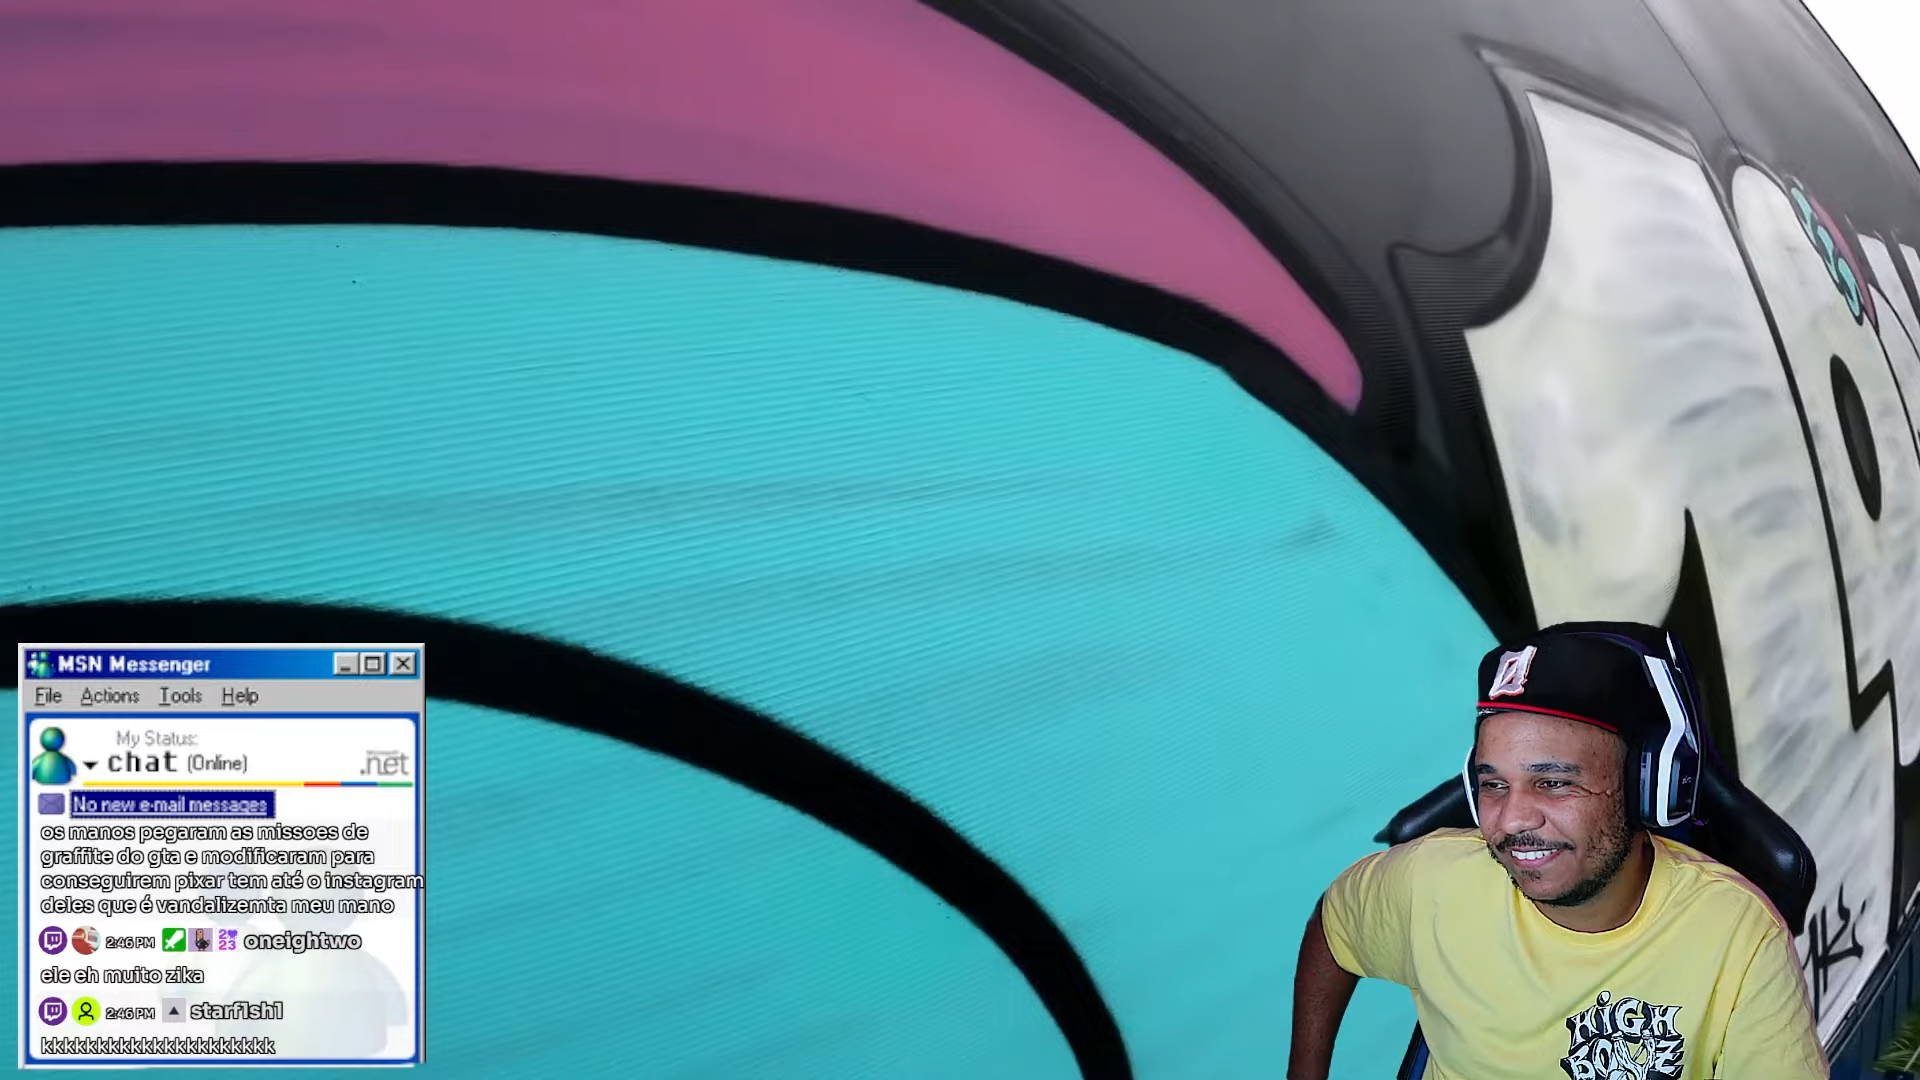 MSN Messenger
File Actions Tools Help
My Status:
chat (Online)
.net
No new e-mail messages
os manos pegaram as missoes de
graffite do gta e modificaram para
conseguirem pixar tem até o instagram
deles que é vandalizemta meu mano
2:46 PM oneightwo
ele eh muito zika
2:46 PM starf1sh1
kkkkkkkkkkkkkkkkkkkk
HiGH
BOYZ